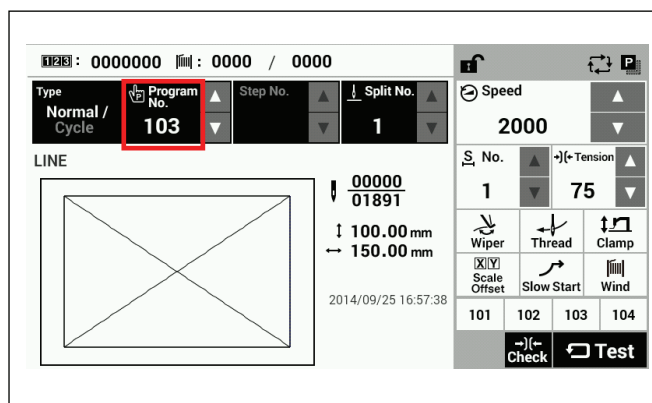 123 : 0000000 : 0000 / 0000
P
Type
Normal /
Cycle
P Program
No.
103
Step No.
Split No.
1
Speed
2000
LINE
S No.
1
Tension
75
00000
01891
100.00 mm
150.00 mm
2014/09/25 16:57:38
Wiper
Thread
Clamp
X Y
Scale
Offset
Slow Start
Wind
101 102 103 104
Check
Test